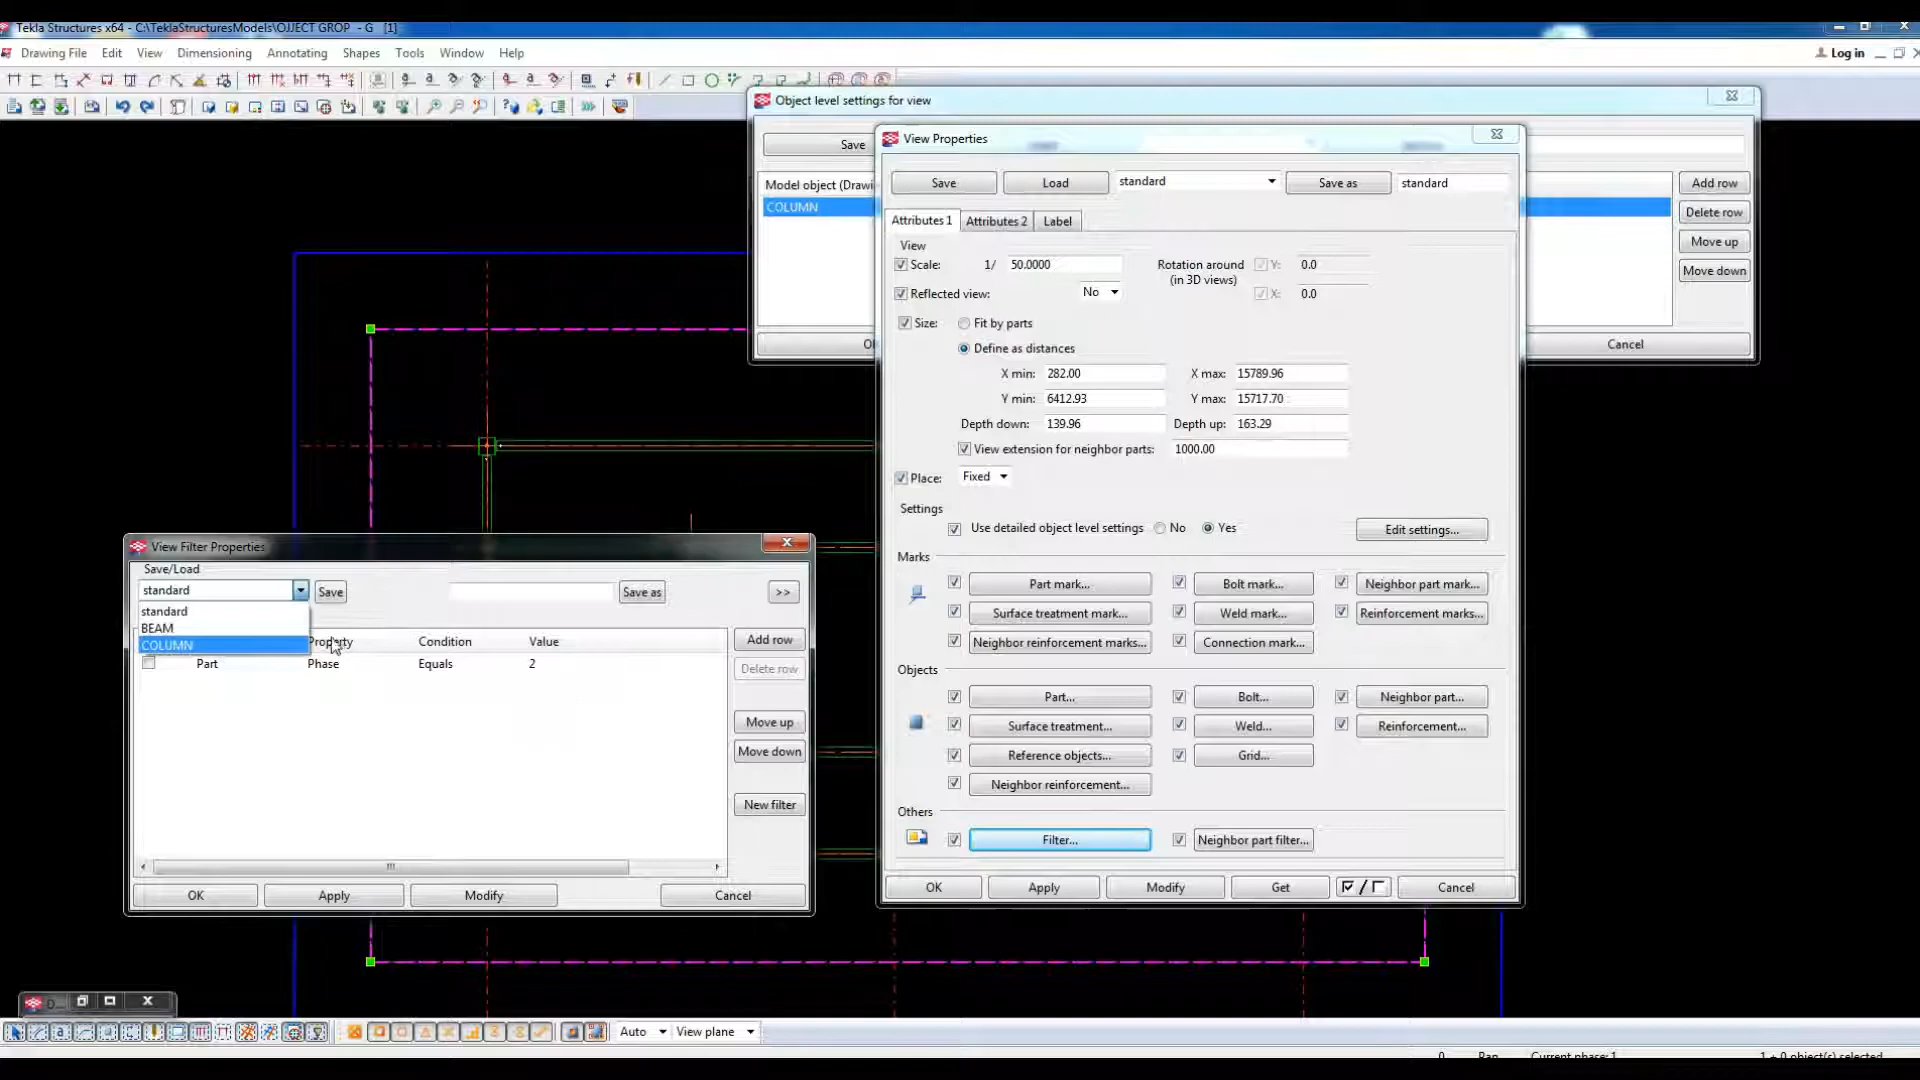 Tekla Structures x64 - C:\TeklaStructuresModels\OJJECT GROP - G [1]
Drawing File Edit View Dimensioning Annotating Shapes Tools Window Help
Log in
Object level settings for view
Save
Model object (Drawi
COLUMN
Add row
Delete row
Move up
Move down
Cancel
View Properties
Save Load standard Save as standard
Attributes 1 Attributes 2 Label
View
Scale: 1/ 50.0000 Rotation around Y: 0.0
(in 3D views) X: 0.0
Reflected view: No
Size: Fit by parts
Define as distances
X min: 282.00 X max: 15789.96
Y min: 6412.93 Y max: 15717.70
Depth down: 139.96 Depth up: 163.29
View extension for neighbor parts: 1000.00
Place: Fixed
Settings
Use detailed object level settings No Yes Edit settings...
Marks
Part mark... Bolt mark... Neighbor part mark...
Surface treatment mark... Weld mark... Reinforcement marks...
Neighbor reinforcement marks... Connection mark...
Objects
Part... Bolt... Neighbor part...
Surface treatment... Weld... Reinforcement...
Reference objects... Grid...
Neighbor reinforcement...
Others
Filter... Neighbor part filter...
OK Apply Modify Get / Cancel
View Filter Properties
Save/Load
standard Save Save as >>
standard
BEAM
COLUMN
Property Condition Value
Part Phase Equals 2
Add row
Delete row
Move up
Move down
New filter
OK Apply Modify Cancel
Auto View plane
0 Pan Current phase: 1 1 + 0 object(s) selected